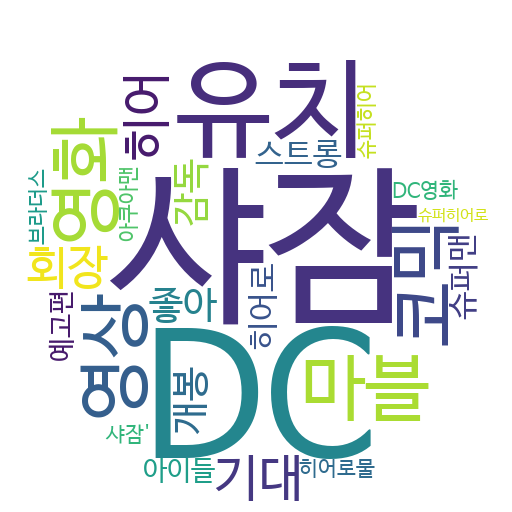 유치
히어
슈퍼히어
영화
스트롱
브라더스
아쿠아맨
감독
DC영화
슈퍼히어로
샤잠
회장
코믹
슈퍼맨
예고편
영상
좋아
히어로
DC
마블
개봉
샤잠'
아이들
기대
히어로물